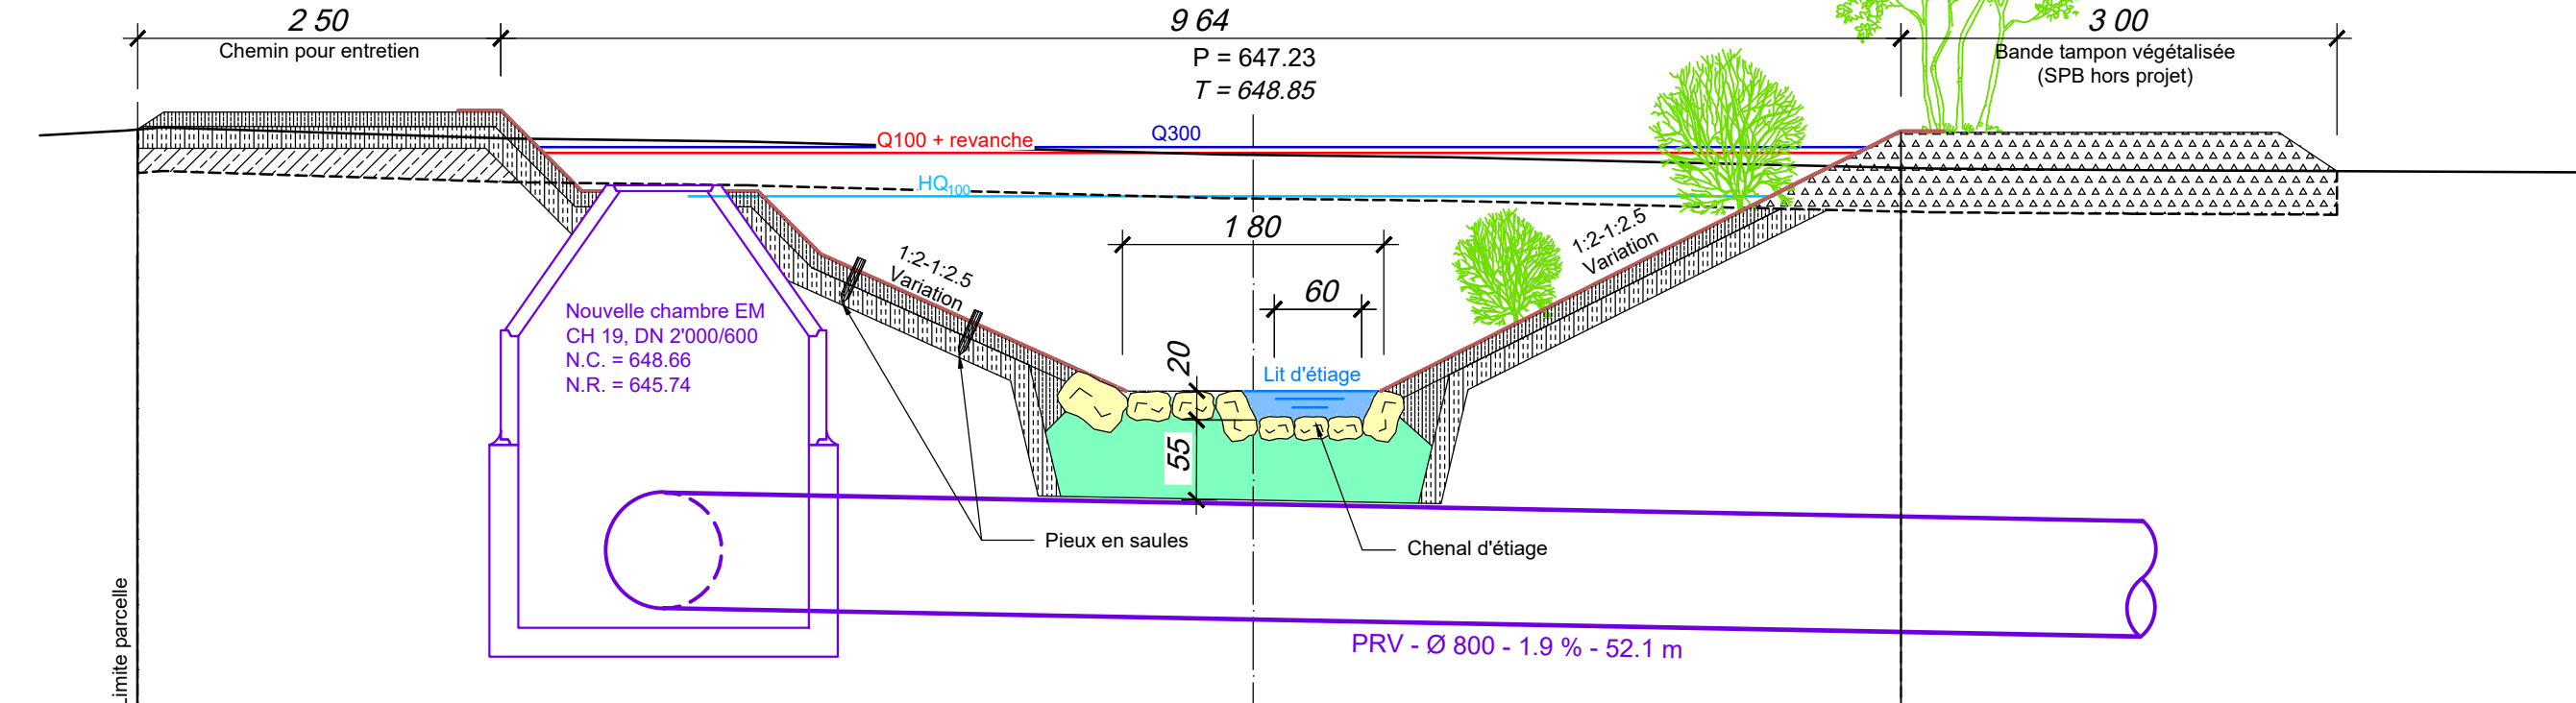 2 50
9 64
3 00
Chemin pour entretien
P = 647.23
T = 648.85
Bande tampon végétalisée
(SPB hors projet)
Q100 + revanche
Q300
HQ100
1 80
1:2-1:2.5
Variation
1:2-1:2.5
Variation
60
Nouvelle chambre EM
CH 19, DN 2'000/600
N.C. = 648.66
N.R. = 645.74
20
Lit d'étiage
55
Pieux en saules
Chenal d'étiage
Limite parcelle
PRV - Ø 800 - 1.9 % - 52.1 m